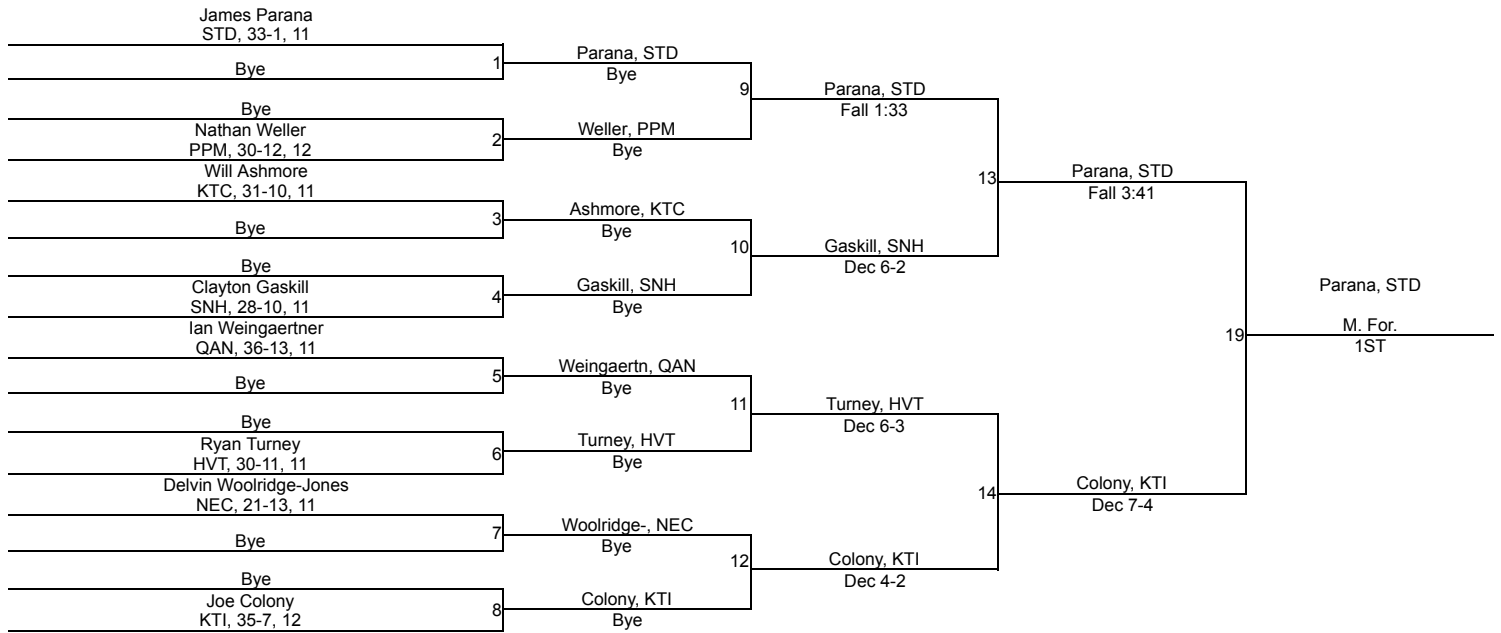 James Parana
STD, 33-1, 11
Bye
1
Bye
Nathan Weller
PPM, 30-12, 12
2
Will Ashmore
KTC, 31-10, 11
Bye
3
Bye
Clayton Gaskill
SNH, 28-10, 11
4
Ian Weingaertner
QAN, 36-13, 11
Bye
5
Bye
Ryan Turney
HVT, 30-11, 11
6
Delvin Woolridge-Jones
NEC, 21-13, 11
Bye
7
Bye
Joe Colony
KTI, 35-7, 12
8
Parana, STD
Bye
9
Weller, PPM
Bye
Ashmore, KTC
Bye
10
Gaskill, SNH
Bye
Weingaertn, QAN
Bye
11
Turney, HVT
Bye
Woolridge-, NEC
Bye
12
Colony, KTI
Bye
Parana, STD
Fall 1:33
13
Gaskill, SNH
Dec 6-2
Turney, HVT
Dec 6-3
14
Colony, KTI
Dec 4-2
Parana, STD
Fall 3:41
19
Colony, KTI
Dec 7-4
Parana, STD
M. For.
1ST